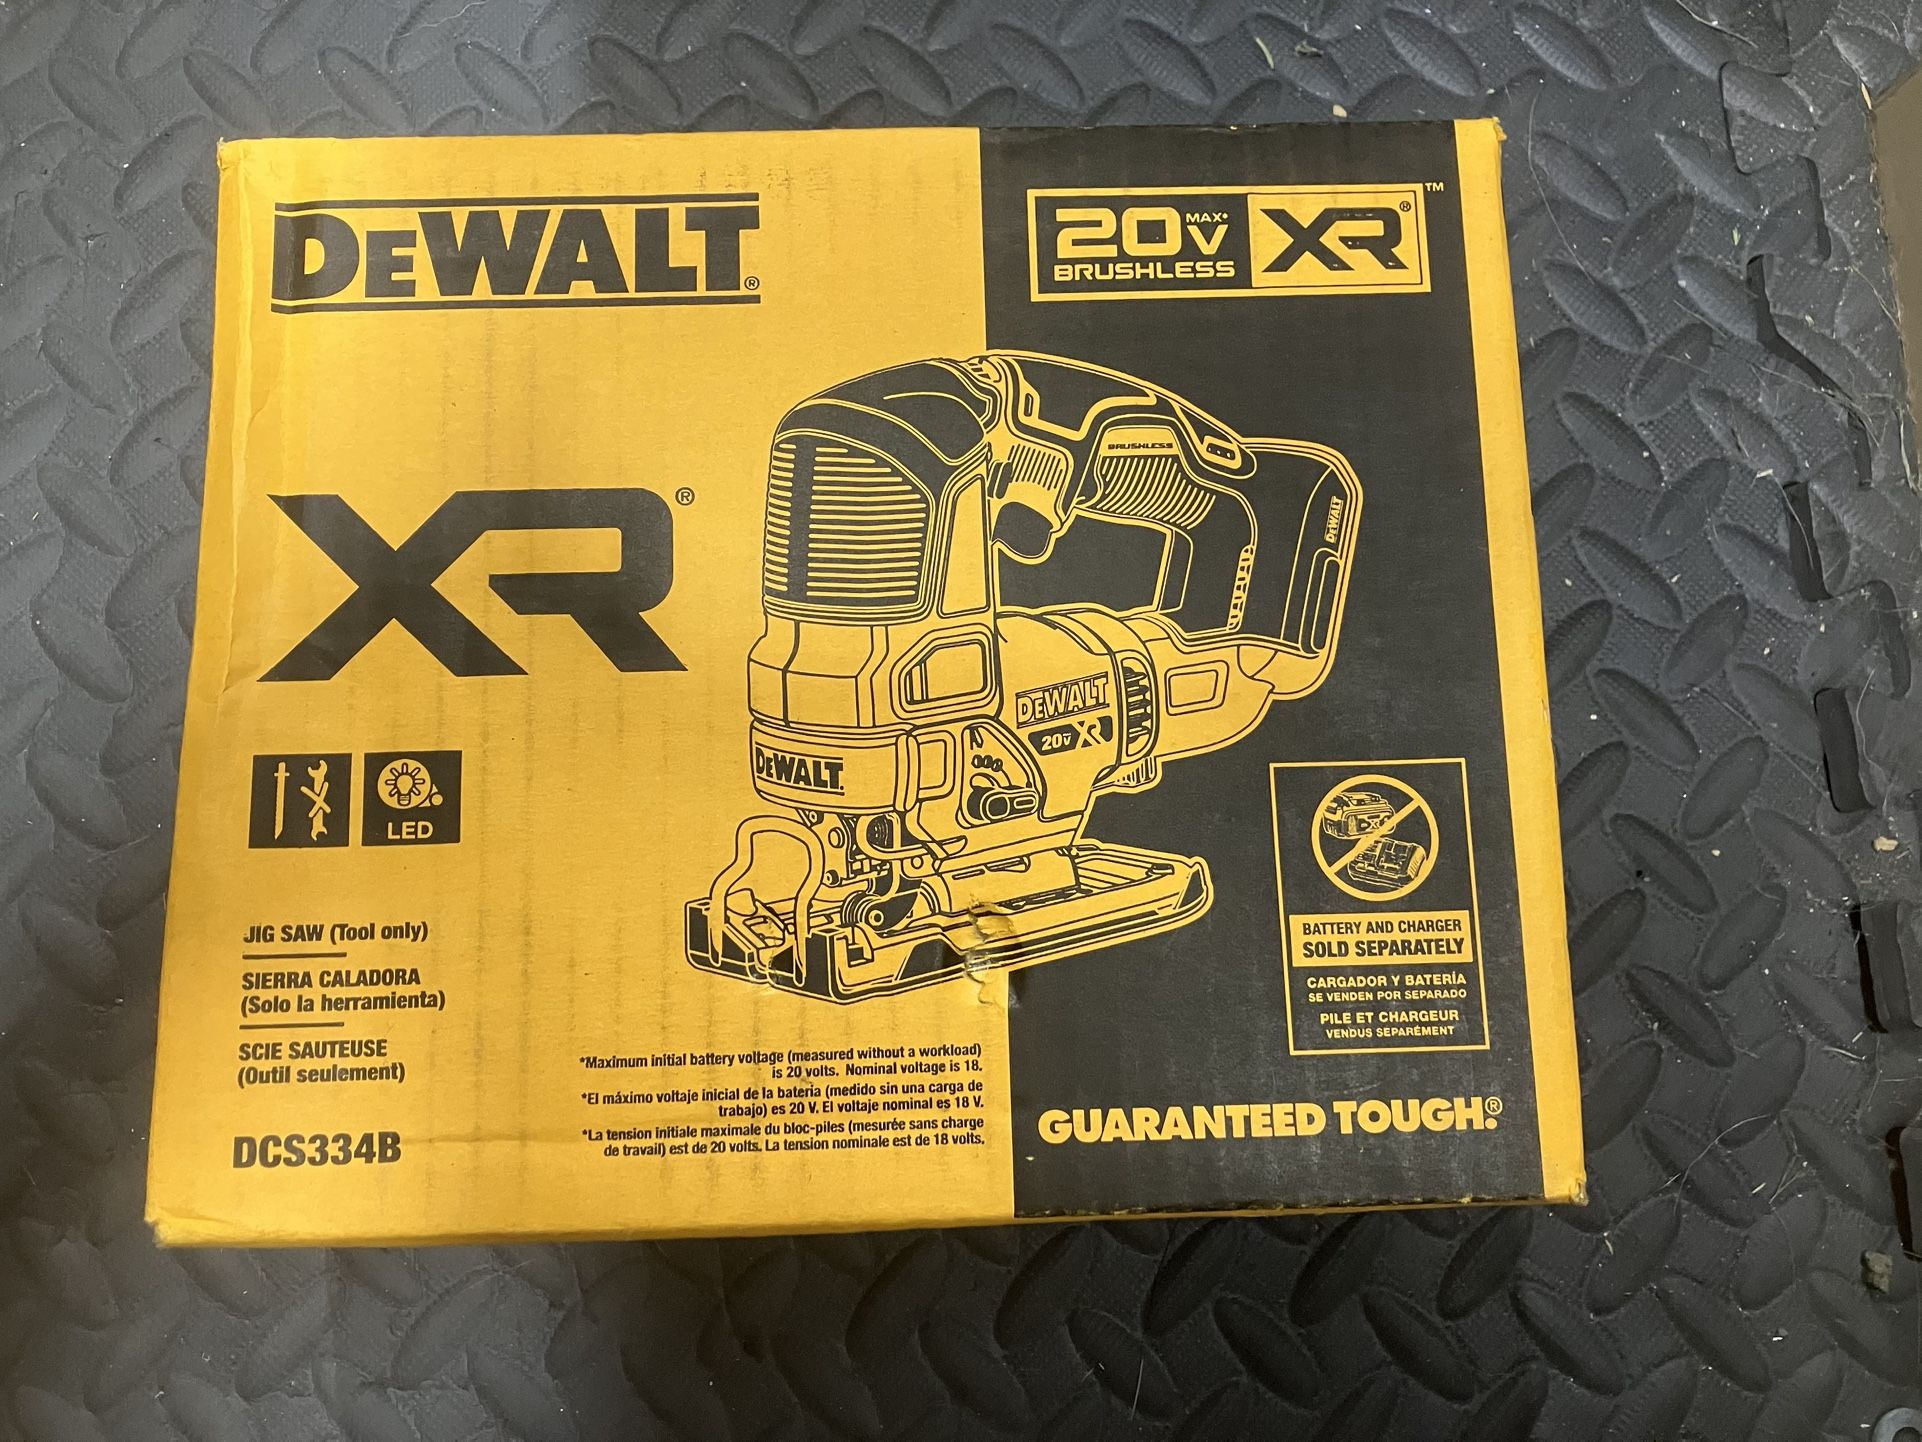 DEWALT®
20V MAX* BRUSHLESS XR® ™
XR®
BRUSHLESS
DEWALT
DEWALT
20V XR
DEWALT.
LED
JIG SAW (Tool only)
SIERRA CALADORA
(Solo la herramienta)
SCIE SAUTEUSE
(Outil seulement)
DCS334B
*Maximum initial battery voltage (measured without a workload)
is 20 volts. Nominal voltage is 18.
*El máximo voltaje inicial de la bateria (medido sin una carga de
trabajo) es 20 V. El voltaje nominal es 18 V.
*La tension initiale maximale du bloc-piles (mesurée sans charge
de travail) est de 20 volts. La tension nominale est de 18 volts.
XR
BATTERY AND CHARGER
SOLD SEPARATELY
CARGADOR Y BATERÍA
SE VENDEN POR SEPARADO
PILE ET CHARGEUR
VENDUS SÉPARÉMENT
GUARANTEED TOUGH.®